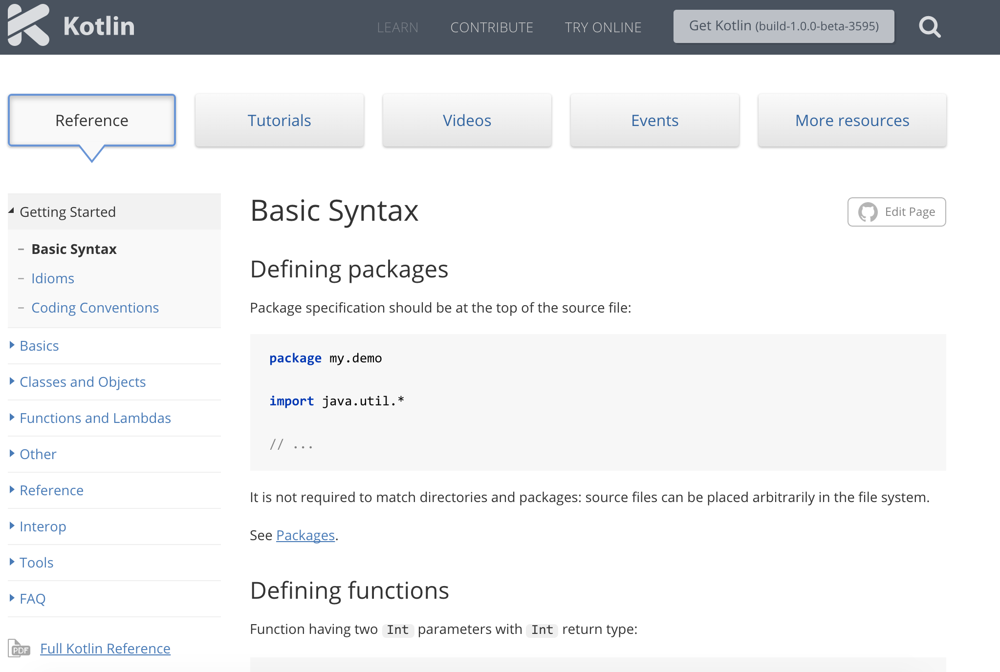 Kotlin
LEARN CONTRIBUTE TRY ONLINE Get Kotlin (build-1.0.0-beta-3595)
Reference Tutorials Videos Events More resources
Getting Started
– Basic Syntax
– Idioms
– Coding Conventions
Basics
Classes and Objects
Functions and Lambdas
Other
Reference
Interop
Tools
FAQ
PDF Full Kotlin Reference
Basic Syntax
Edit Page
Defining packages
Package specification should be at the top of the source file:
package my.demo
import java.util.*
// ...
It is not required to match directories and packages: source files can be placed arbitrarily in the file system.
See Packages.
Defining functions
Function having two Int parameters with Int return type: